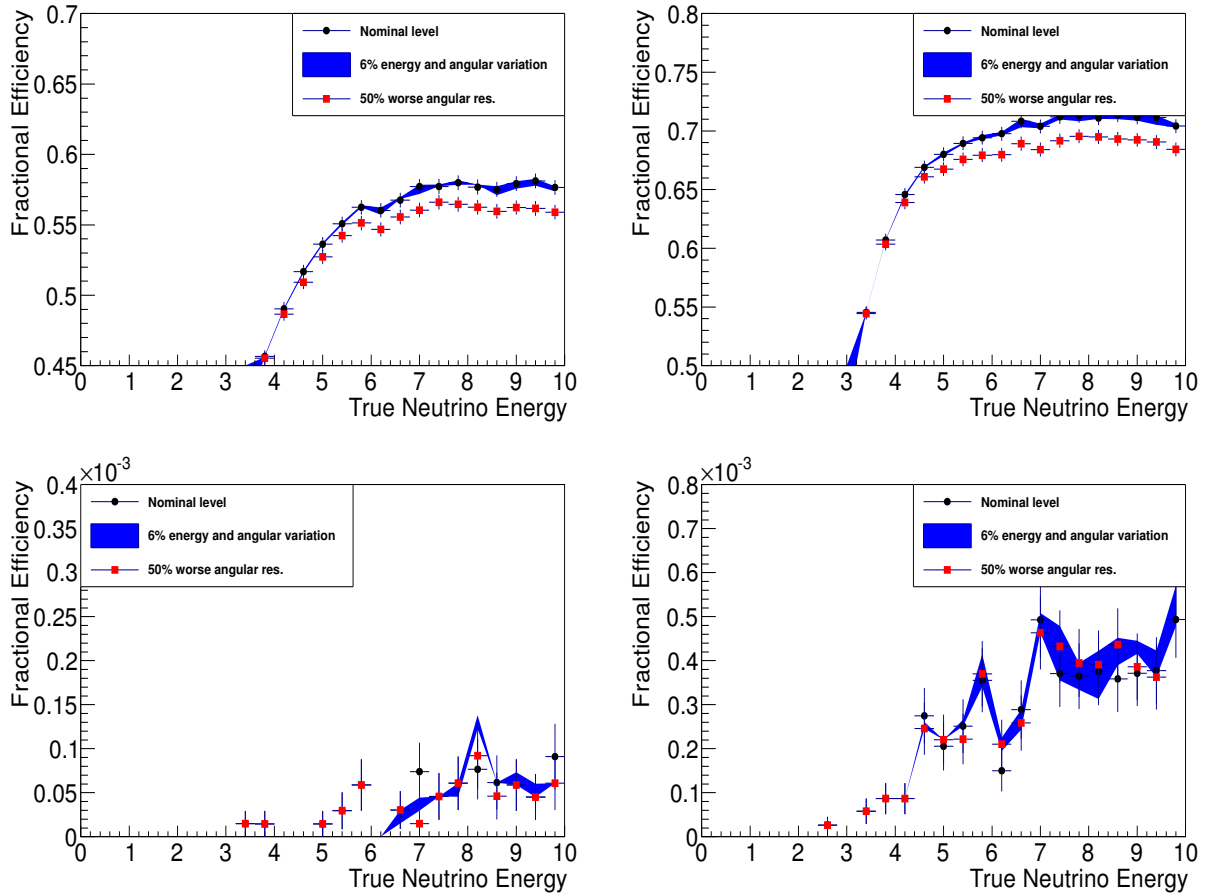 Fractional Efficiency
0.7
0.65
0.6
0.55
0.5
0.45
Nominal level
6% energy and angular variation
50% worse angular res.
0 1 2 3 4 5 6 7 8 9 10
True Neutrino Energy
Fractional Efficiency
0.8
0.75
0.7
0.65
0.6
0.55
0.5
Nominal level
6% energy and angular variation
50% worse angular res.
0 1 2 3 4 5 6 7 8 9 10
True Neutrino Energy
×10⁻³
Fractional Efficiency
0.4
0.35
0.3
0.25
0.2
0.15
0.1
0.05
0
Nominal level
6% energy and angular variation
50% worse angular res.
0 1 2 3 4 5 6 7 8 9 10
True Neutrino Energy
×10⁻³
Fractional Efficiency
0.8
0.7
0.6
0.5
0.4
0.3
0.2
0.1
0
Nominal level
6% energy and angular variation
50% worse angular res.
0 1 2 3 4 5 6 7 8 9 10
True Neutrino Energy